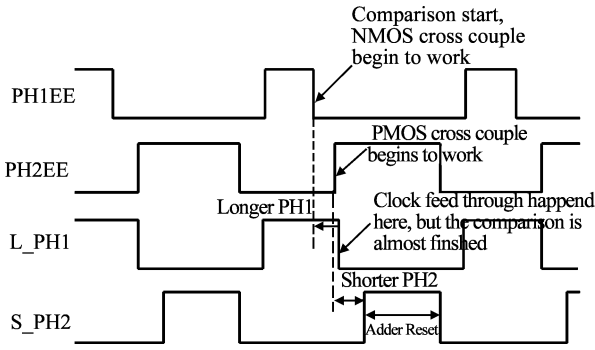 Comparison start,
NMOS cross couple
begin to work
PH1EE
PMOS cross couple
begins to work
PH2EE
Longer PH1
Clock feed through happend
here, but the comparison is
almost finshed
L_PH1
Shorter PH2
S_PH2
Adder Reset